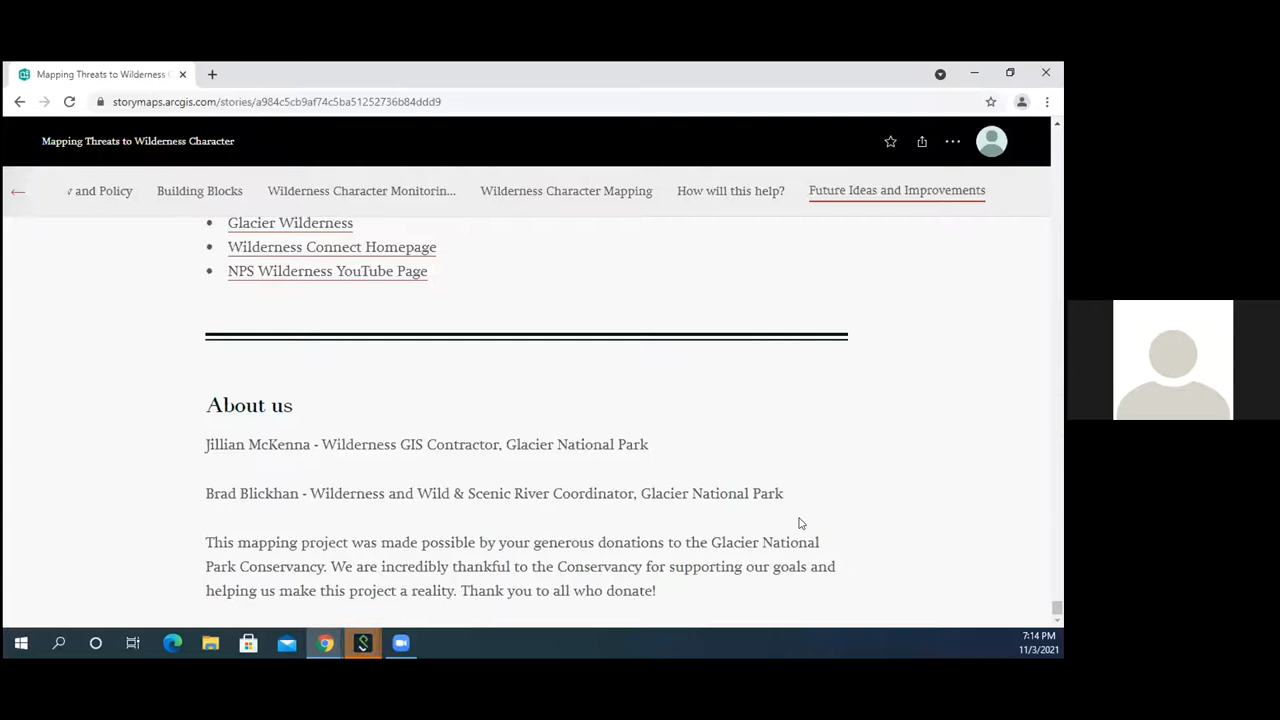 Mapping Threats to Wilderness C
storymaps.arcgis.com/stories/a984c5cb9af74c5ba51252736b84ddd9
Mapping Threats to Wilderness Character
and Policy
Building Blocks
Wilderness Character Monitorin...
Wilderness Character Mapping
How will this help?
Future Ideas and Improvements
• Glacier Wilderness
• Wilderness Connect Homepage
• NPS Wilderness YouTube Page
About us
Jillian McKenna - Wilderness GIS Contractor, Glacier National Park
Brad Blickhan - Wilderness and Wild & Scenic River Coordinator, Glacier National Park
This mapping project was made possible by your generous donations to the Glacier National
Park Conservancy. We are incredibly thankful to the Conservancy for supporting our goals and
helping us make this project a reality. Thank you to all who donate!
7:14 PM
11/3/2021